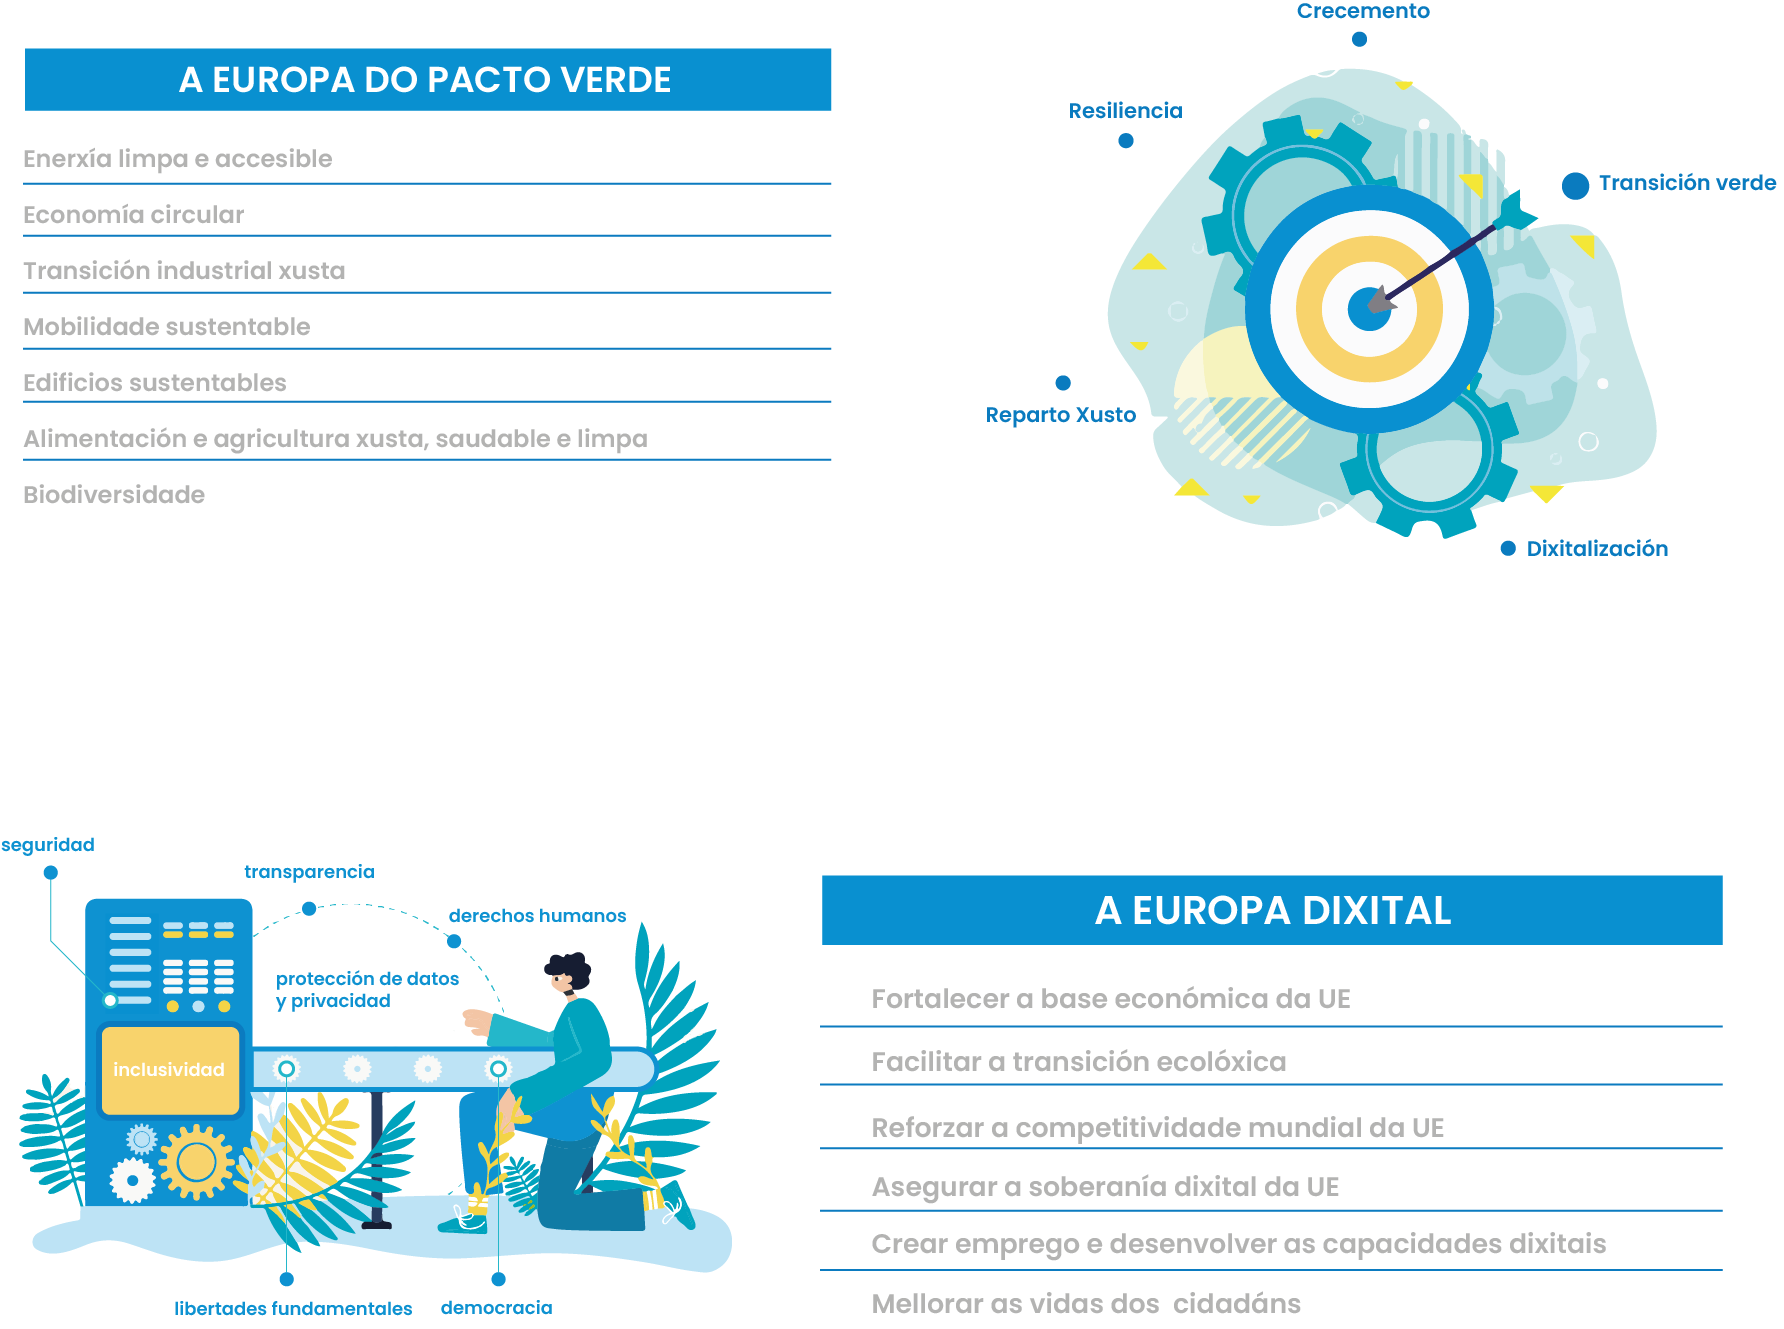 A EUROPA DO PACTO VERDE
Enerxía limpa e accesible
Economía circular
Transición industrial xusta
Mobilidade sustentable
Edificios sustentables
Alimentación e agricultura xusta, saudable e limpa
Biodiversidade
Crecemento
Resiliencia
Transición verde
Reparto Xusto
Dixitalización
seguridad
transparencia
derechos humanos
protección de datos
y privacidad
inclusividad
libertades fundamentales
democracia
A EUROPA DIXITAL
Fortalecer a base económica da UE
Facilitar a transición ecolóxica
Reforzar a competitividade mundial da UE
Asegurar a soberanía dixital da UE
Crear emprego e desenvolver as capacidades dixitais
Mellorar as vidas dos  cidadáns